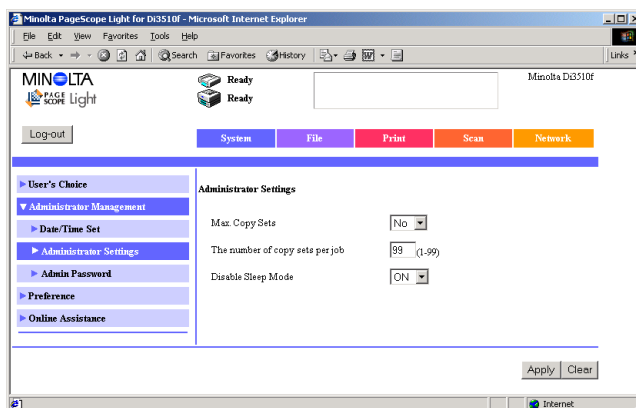 Minolta PageScope Light for Di3510f - Microsoft Internet Explorer
File Edit View Favorites Tools Help
Back Search Favorites History Links
MINOLTA
PAGE SCOPE Light
Ready
Ready
Minolta Di3510f
Log-out
System File Print Scan Network
User's Choice
Administrator Management
Date/Time Set
Administrator Settings
Admin Password
Preference
Online Assistance
Administrator Settings
Max. Copy Sets No
The number of copy sets per job 99 (1-99)
Disable Sleep Mode ON
Apply Clear
Internet